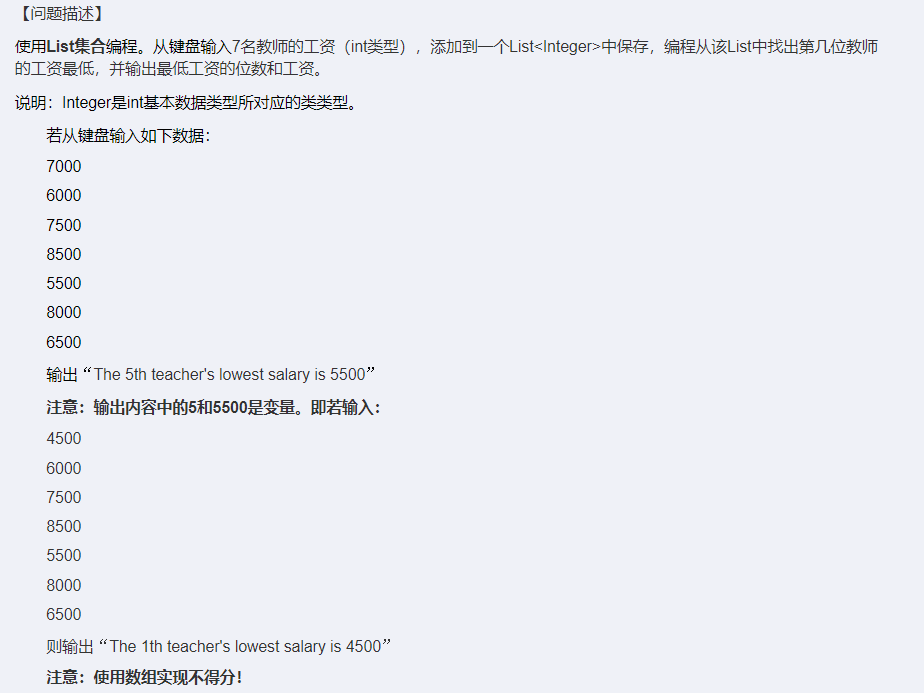 【问题描述】
使用List集合编程。从键盘输入7名教师的工资（int类型），添加到一个List<Integer>中保存，编程从该List中找出第几位教师
的工资最低，并输出最低工资的位数和工资。
说明：Integer是int基本数据类型所对应的类类型。
若从键盘输入如下数据：
7000
6000
7500
8500
5500
8000
6500
输出“The 5th teacher's lowest salary is 5500”
注意：输出内容中的5和5500是变量。即若输入：
4500
6000
7500
8500
5500
8000
6500
则输出“The 1th teacher's lowest salary is 4500”
注意：使用数组实现不得分！